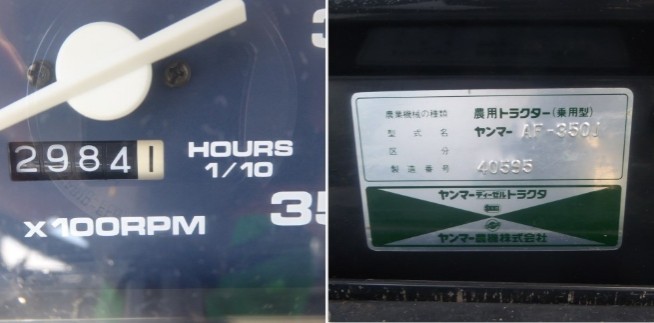 29841 HOURS
1/10
X100RPM
35
農業機械の種類 農用トラクター(乗用型)
型式名 ヤンマー AF-350J
区分
製造番号 40595
ヤンマーディーゼルトラクタ
ヤンマー農機株式会社